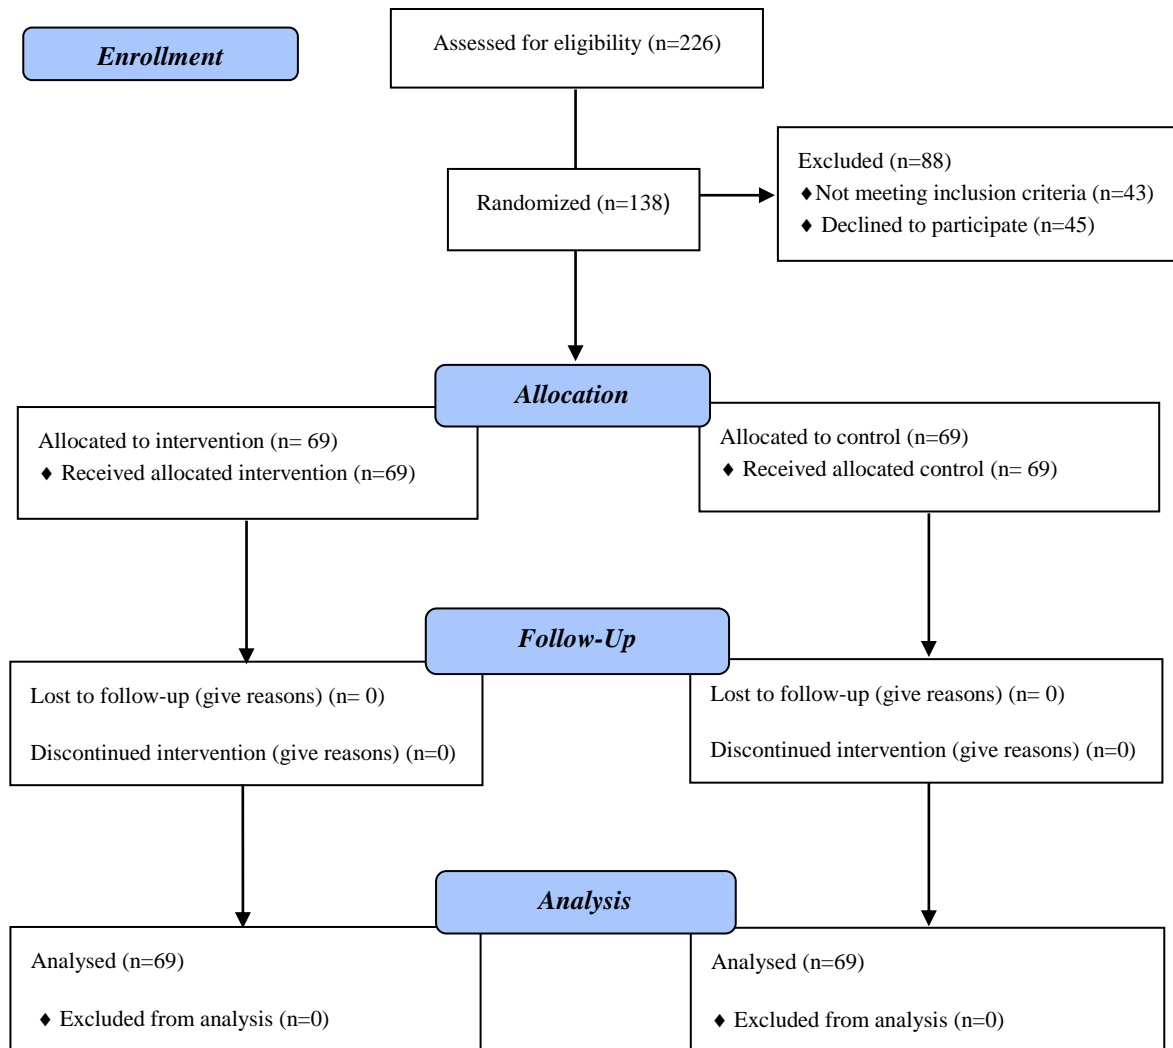 Enrollment
Assessed for eligibility (n=226)
Excluded (n=88)
♦Not meeting inclusion criteria (n=43)
♦ Declined to participate (n=45)
Randomized (n=138)
Allocation
Allocated to intervention (n= 69)
♦ Received allocated intervention (n=69)
Allocated to control (n=69)
♦ Received allocated control (n= 69)
Follow-Up
Lost to follow-up (give reasons) (n= 0)
Discontinued intervention (give reasons) (n=0)
Lost to follow-up (give reasons) (n= 0)
Discontinued intervention (give reasons) (n=0)
Analysis
Analysed (n=69)
♦ Excluded from analysis (n=0)
Analysed (n=69)
♦ Excluded from analysis (n=0)